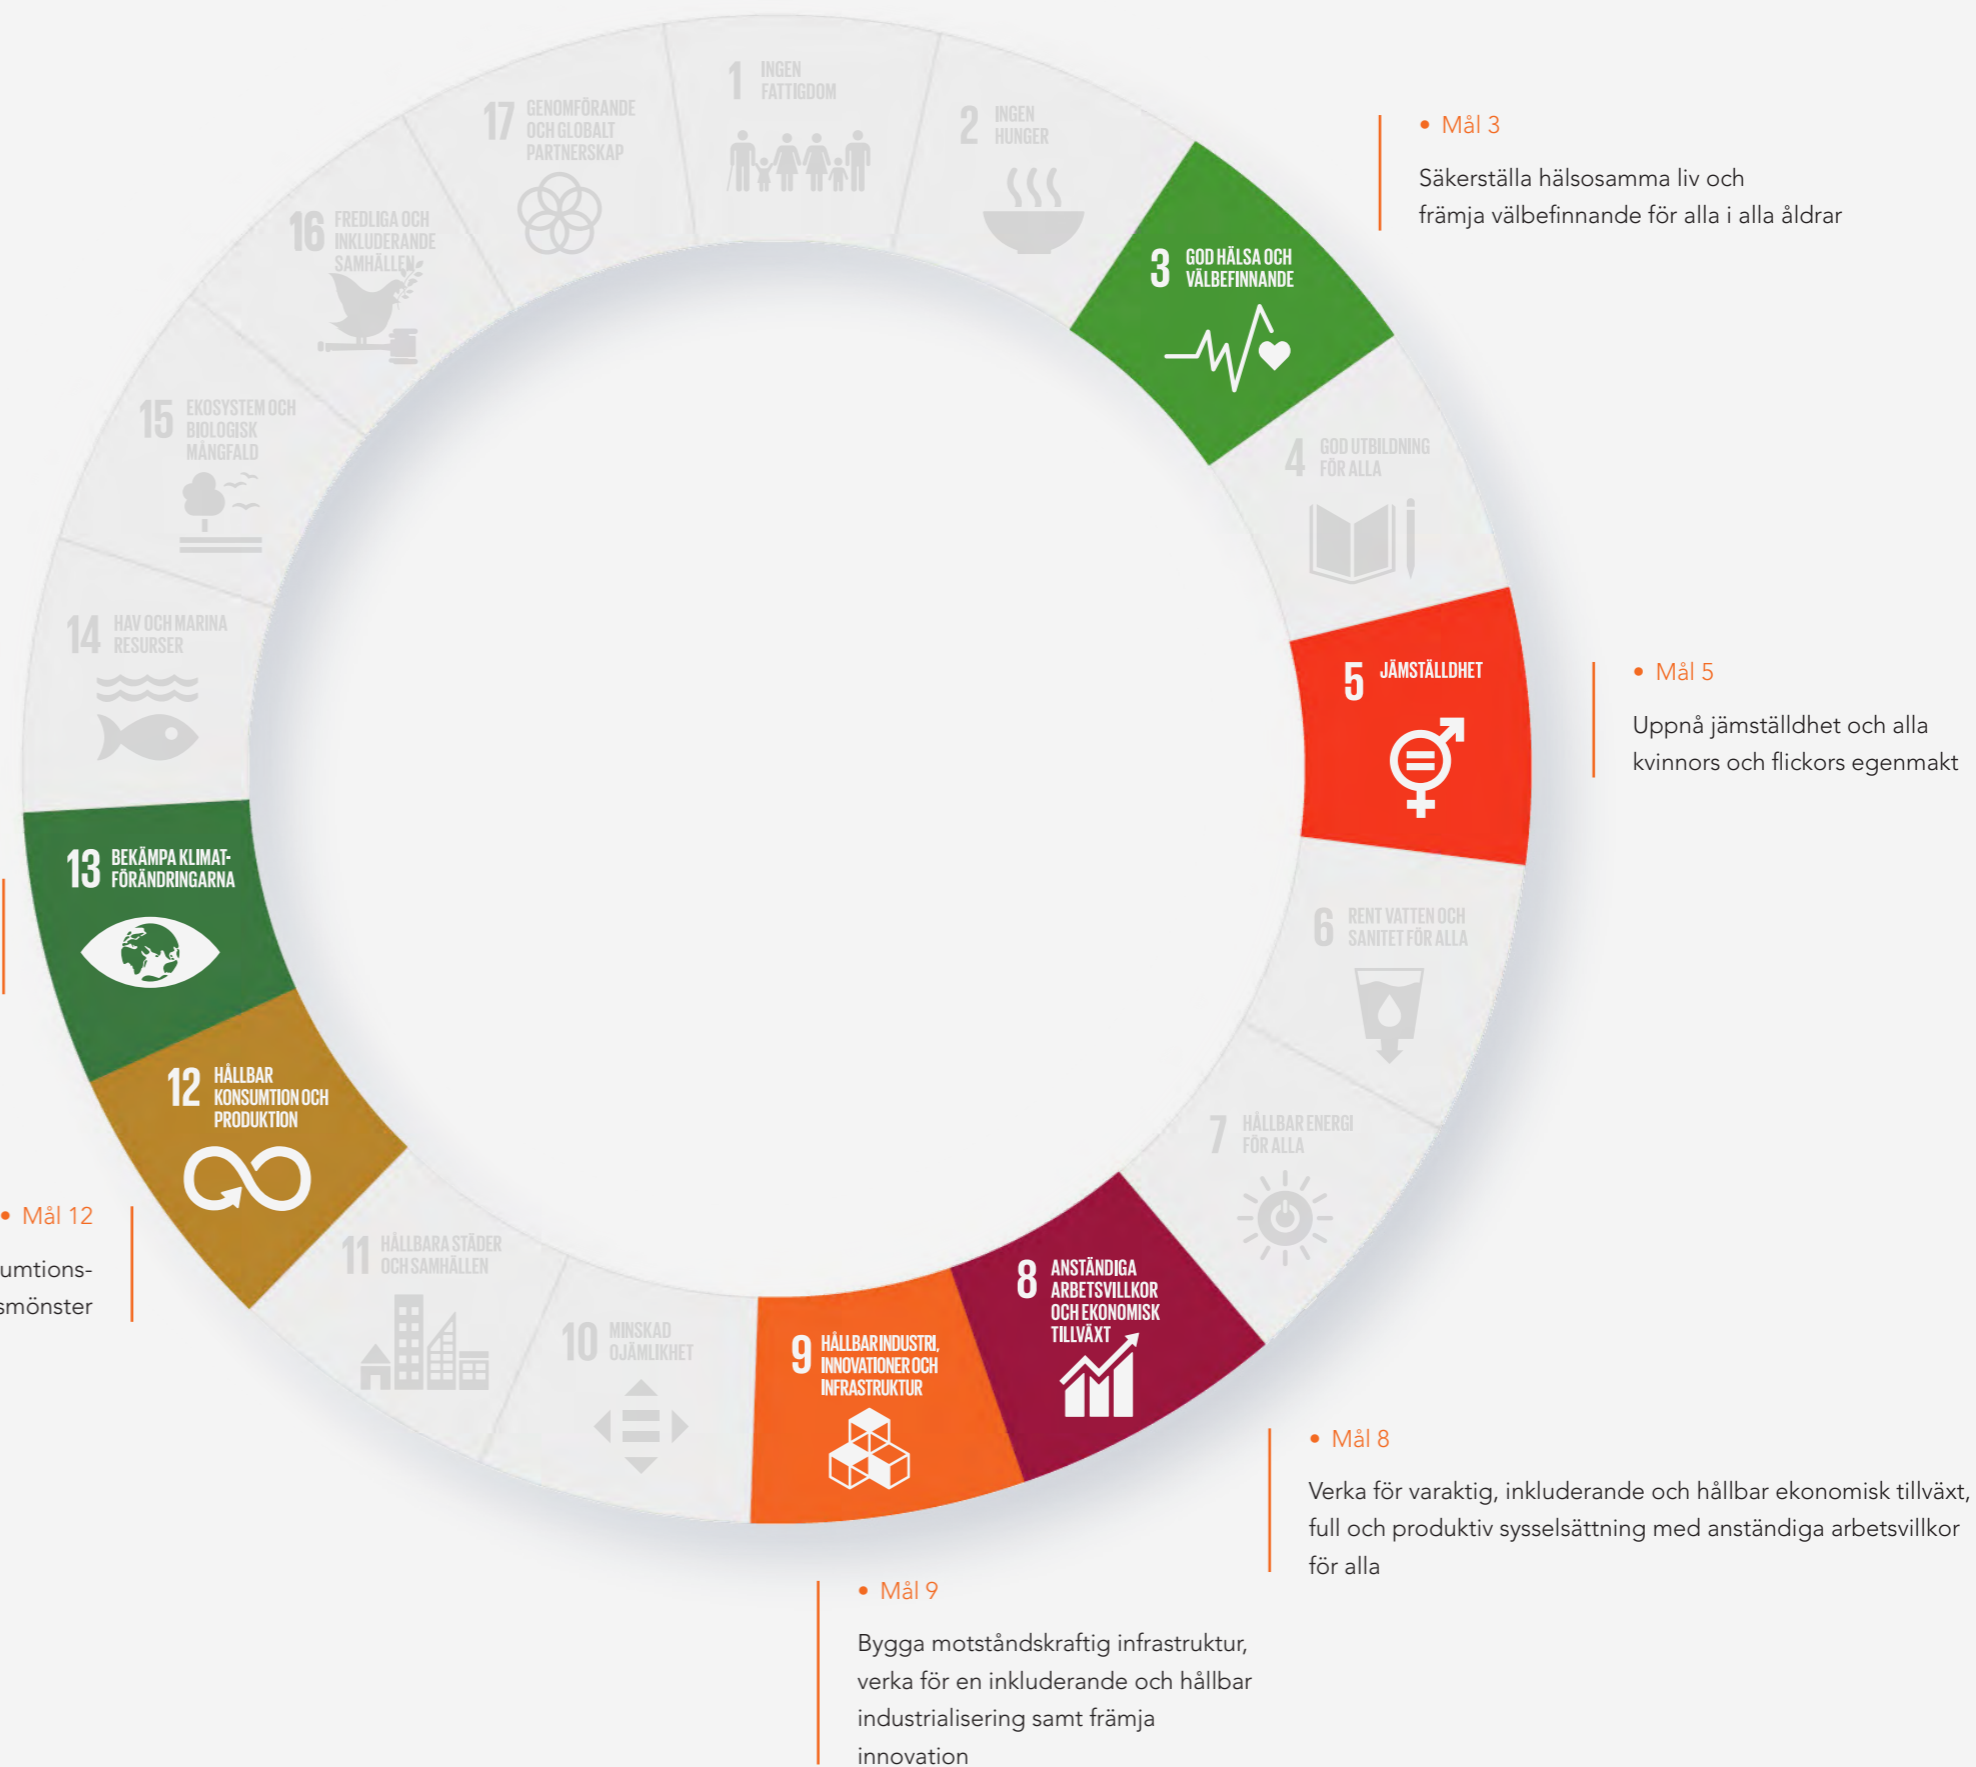 1 INGEN
FATTIGDOM
2 INGEN
HUNGER
3 GOD HÄLSA OCH
VÄLBEFINNANDE
4 GOD UTBILDNING
FÖR ALLA
5 JÄMSTÄLLDHET
6 RENT VATTEN OCH
SANITET FÖR ALLA
7 HÅLLBAR ENERGI
FÖR ALLA
8 ANSTÄNDIGA
ARBETSVILLKOR
OCH EKONOMISK
TILLVÄXT
9 HÅLLBAR INDUSTRI,
INNOVATIONER OCH
INFRASTRUKTUR
10 MINSKAD
OJÄMLIKHET
11 HÅLLBARA STÄDER
OCH SAMHÄLLEN
12 HÅLLBAR
KONSUMTION OCH
PRODUKTION
13 BEKÄMPA KLIMAT-
FÖRÄNDRINGARNA
14 HAV OCH MARINA
RESURSER
15 EKOSYSTEM OCH
BIOLOGISK
MÅNGFALD
16 FREDLIGA OCH
INKLUDERANDE
SAMHÄLLEN
17 GENOMFÖRANDE
OCH GLOBALT
PARTNERSKAP
• Mål 3
Säkerställa hälsosamma liv och
främja välbefinnande för alla i alla åldrar
• Mål 5
Uppnå jämställdhet och alla
kvinnors och flickors egenmakt
• Mål 8
Verka för varaktig, inkluderande och hållbar ekonomisk tillväxt,
full och produktiv sysselsättning med anständiga arbetsvillkor
för alla
• Mål 9
Bygga motståndskraftig infrastruktur,
verka för en inkluderande och hållbar
industrialisering samt främja
innovation
• Mål 12
umtions-
smönster